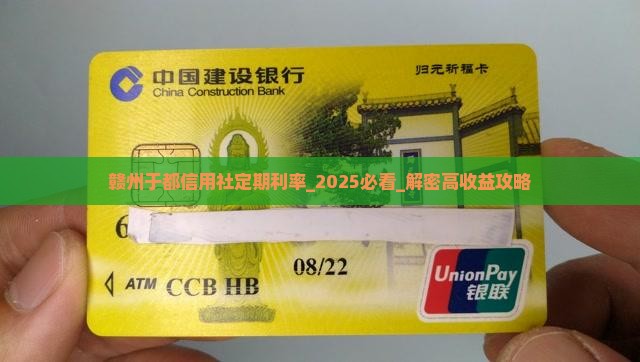 中国建设银行
China Construction Bank
归元祈福卡
赣州于都信用社定期利率_2025必看_解密高收益攻略
6
08/22
ATM CCB HB
UnionPay
银联